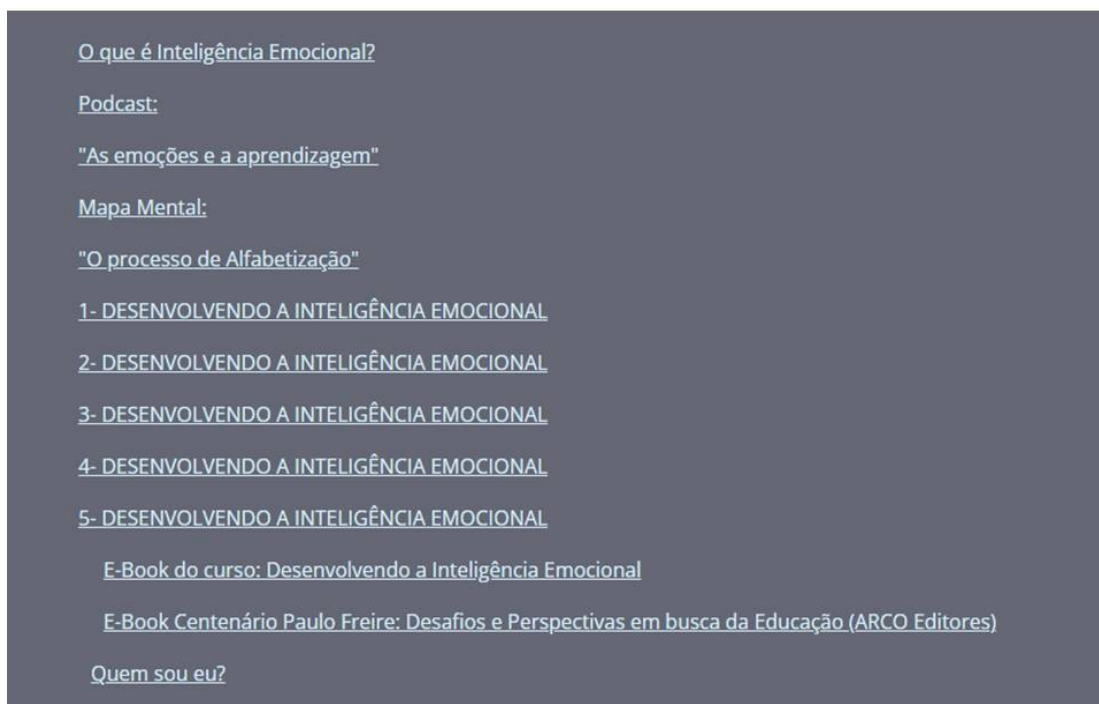 O que é Inteligência Emocional?
Podcast:
"As emoções e a aprendizagem"
Mapa Mental:
"O processo de Alfabetização"
1- DESENVOLVENDO A INTELIGÊNCIA EMOCIONAL
2- DESENVOLVENDO A INTELIGÊNCIA EMOCIONAL
3- DESENVOLVENDO A INTELIGÊNCIA EMOCIONAL
4- DESENVOLVENDO A INTELIGÊNCIA EMOCIONAL
5- DESENVOLVENDO A INTELIGÊNCIA EMOCIONAL
E-Book do curso: Desenvolvendo a Inteligência Emocional
E-Book Centenário Paulo Freire: Desafios e Perspectivas em busca da Educação (ARCO Editores)
Quem sou eu?